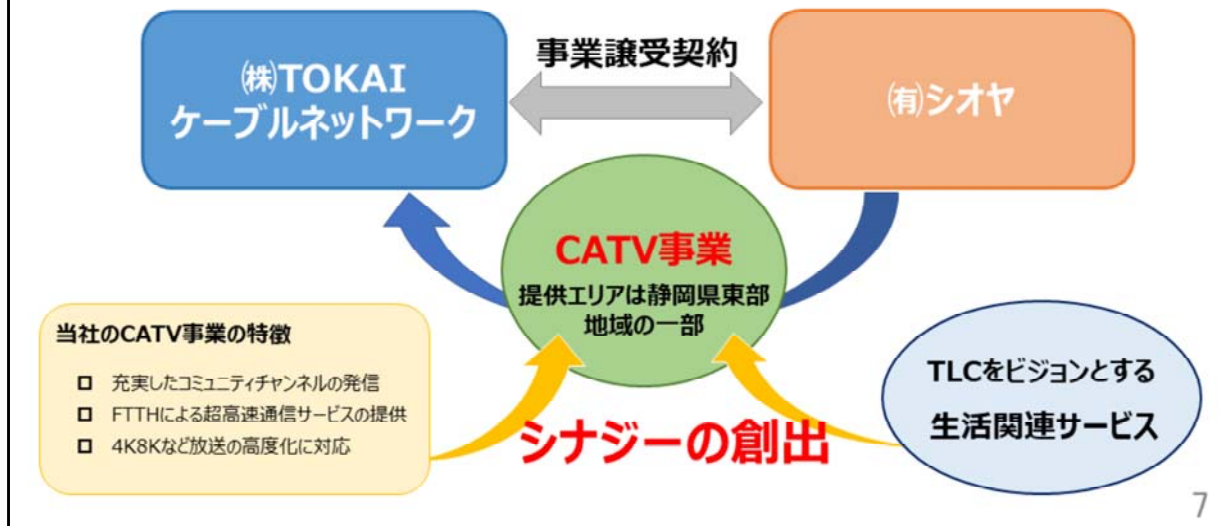 ㈱TOKAI
ケーブルネットワーク
事業譲受契約
㈲シオヤ
CATV事業
提供エリアは静岡県東部
地域の一部
当社のCATV事業の特徴
充実したコミュニティチャンネルの発信
FTTHによる超高速通信サービスの提供
4K8Kなど放送の高度化に対応
シナジーの創出
TLCをビジョンとする
生活関連サービス
7